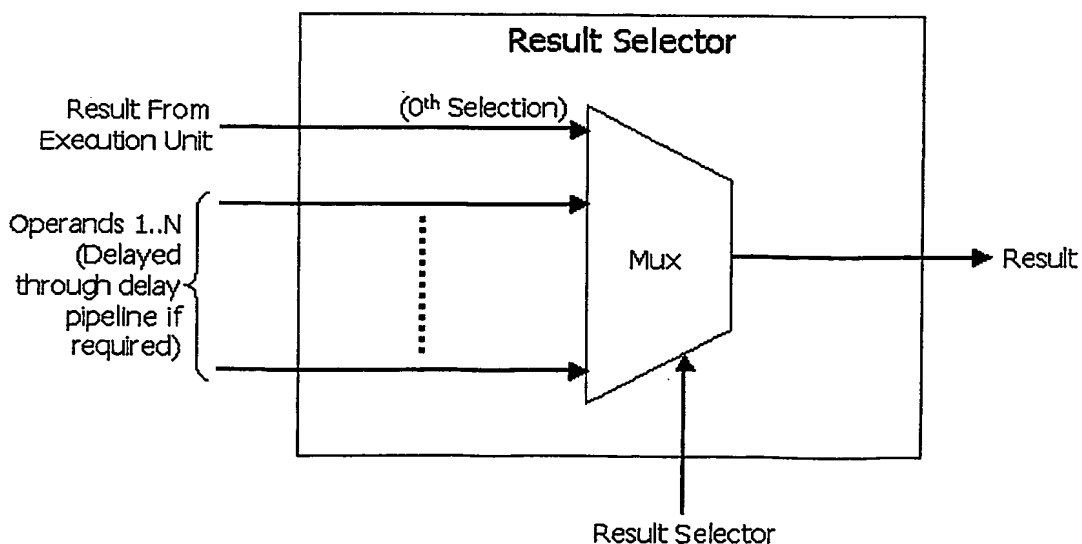 Result Selector
Result From
Execution Unit
(0th Selection)
Operands 1..N
(Delayed
through delay
pipeline if
required)
Mux
Result
Result Selector